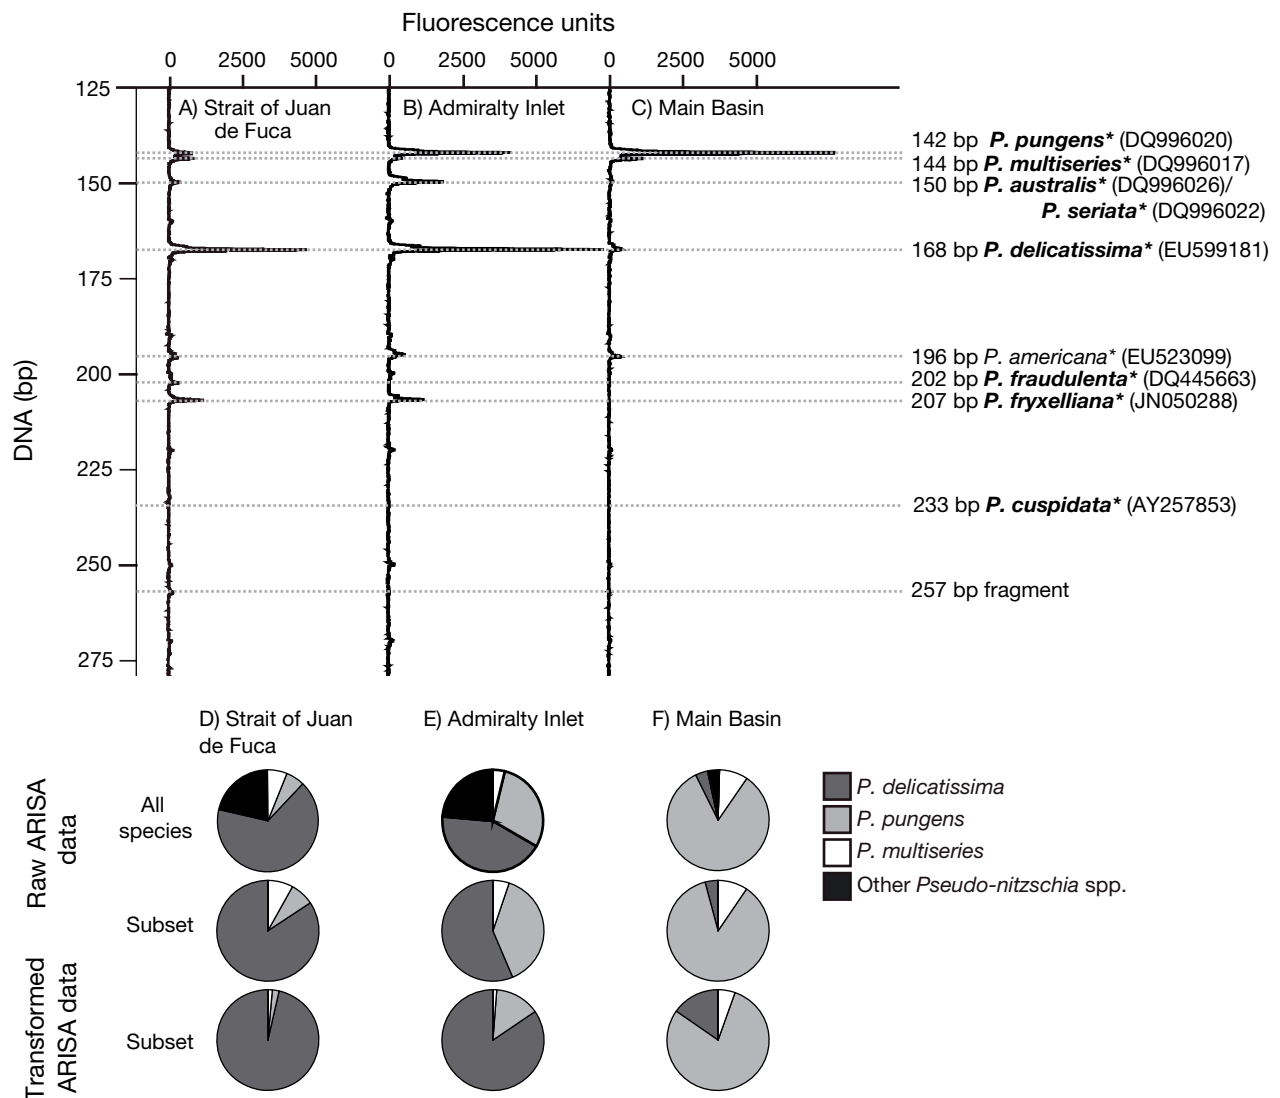 Fluorescence units
0 2500 5000 0 2500 5000 0 2500 5000
125
A) Strait of Juan
de Fuca
B) Admiralty Inlet
C) Main Basin
142 bp P. pungens* (DQ996020)
144 bp P. multiseries* (DQ996017)
150
150 bp P. australis* (DQ996026)/
P. seriata* (DQ996022)
168 bp P. delicatissima* (EU599181)
175
196 bp P. americana* (EU523099)
200
202 bp P. fraudulenta* (DQ445663)
207 bp P. fryxelliana* (JN050288)
DNA (bp)
225
233 bp P. cuspidata* (AY257853)
250
257 bp fragment
275
D) Strait of Juan
de Fuca
E) Admiralty Inlet
F) Main Basin
Raw ARISA
data
All
species
Subset
Transformed
ARISA data
Subset
P. delicatissima
P. pungens
P. multiseries
Other Pseudo-nitzschia spp.